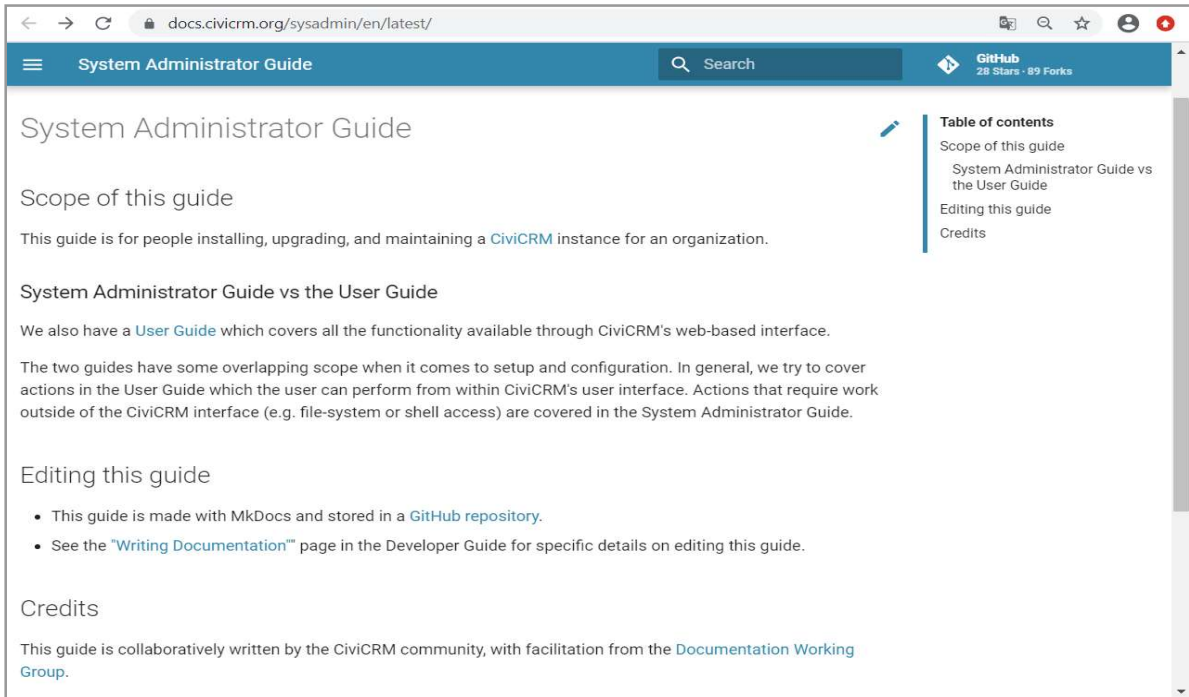 docs.civicrm.org/sysadmin/en/latest/
System Administrator Guide
Search
GitHub
28 Stars · 89 Forks
System Administrator Guide
Scope of this guide
This guide is for people installing, upgrading, and maintaining a CiviCRM instance for an organization.
System Administrator Guide vs the User Guide
We also have a User Guide which covers all the functionality available through CiviCRM's web-based interface.
The two guides have some overlapping scope when it comes to setup and configuration. In general, we try to cover
actions in the User Guide which the user can perform from within CiviCRM's user interface. Actions that require work
outside of the CiviCRM interface (e.g. file-system or shell access) are covered in the System Administrator Guide.
Editing this guide
• This guide is made with MkDocs and stored in a GitHub repository.
• See the "Writing Documentation"" page in the Developer Guide for specific details on editing this guide.
Credits
This guide is collaboratively written by the CiviCRM community, with facilitation from the Documentation Working
Group.
Table of contents
Scope of this guide
System Administrator Guide vs
the User Guide
Editing this guide
Credits